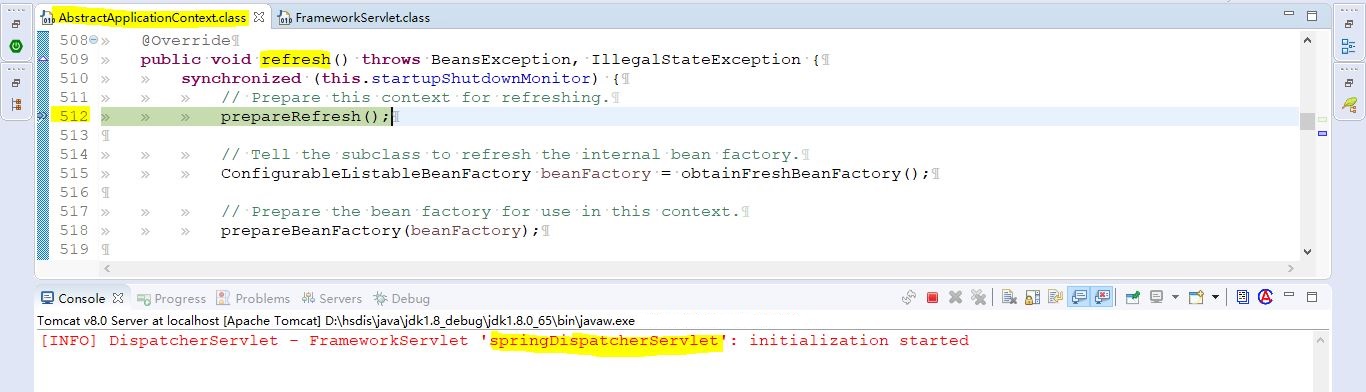 AbstractApplicationContext.class FrameworkServlet.class
508 @Override
509 public void refresh() throws BeansException, IllegalStateException {
510 synchronized (this.startupShutdownMonitor) {
511 // Prepare this context for refreshing.
512 prepareRefresh();
513
514 // Tell the subclass to refresh the internal bean factory.
515 ConfigurableListableBeanFactory beanFactory = obtainFreshBeanFactory();
516
517 // Prepare the bean factory for use in this context.
518 prepareBeanFactory(beanFactory);
519
Console Progress Problems Servers Debug
Tomcat v8.0 Server at localhost [Apache Tomcat] D:\hsdis\java\jdk1.8_debug\jdk1.8.0_65\bin\javaw.exe
[INFO] DispatcherServlet - FrameworkServlet 'springDispatcherServlet': initialization started